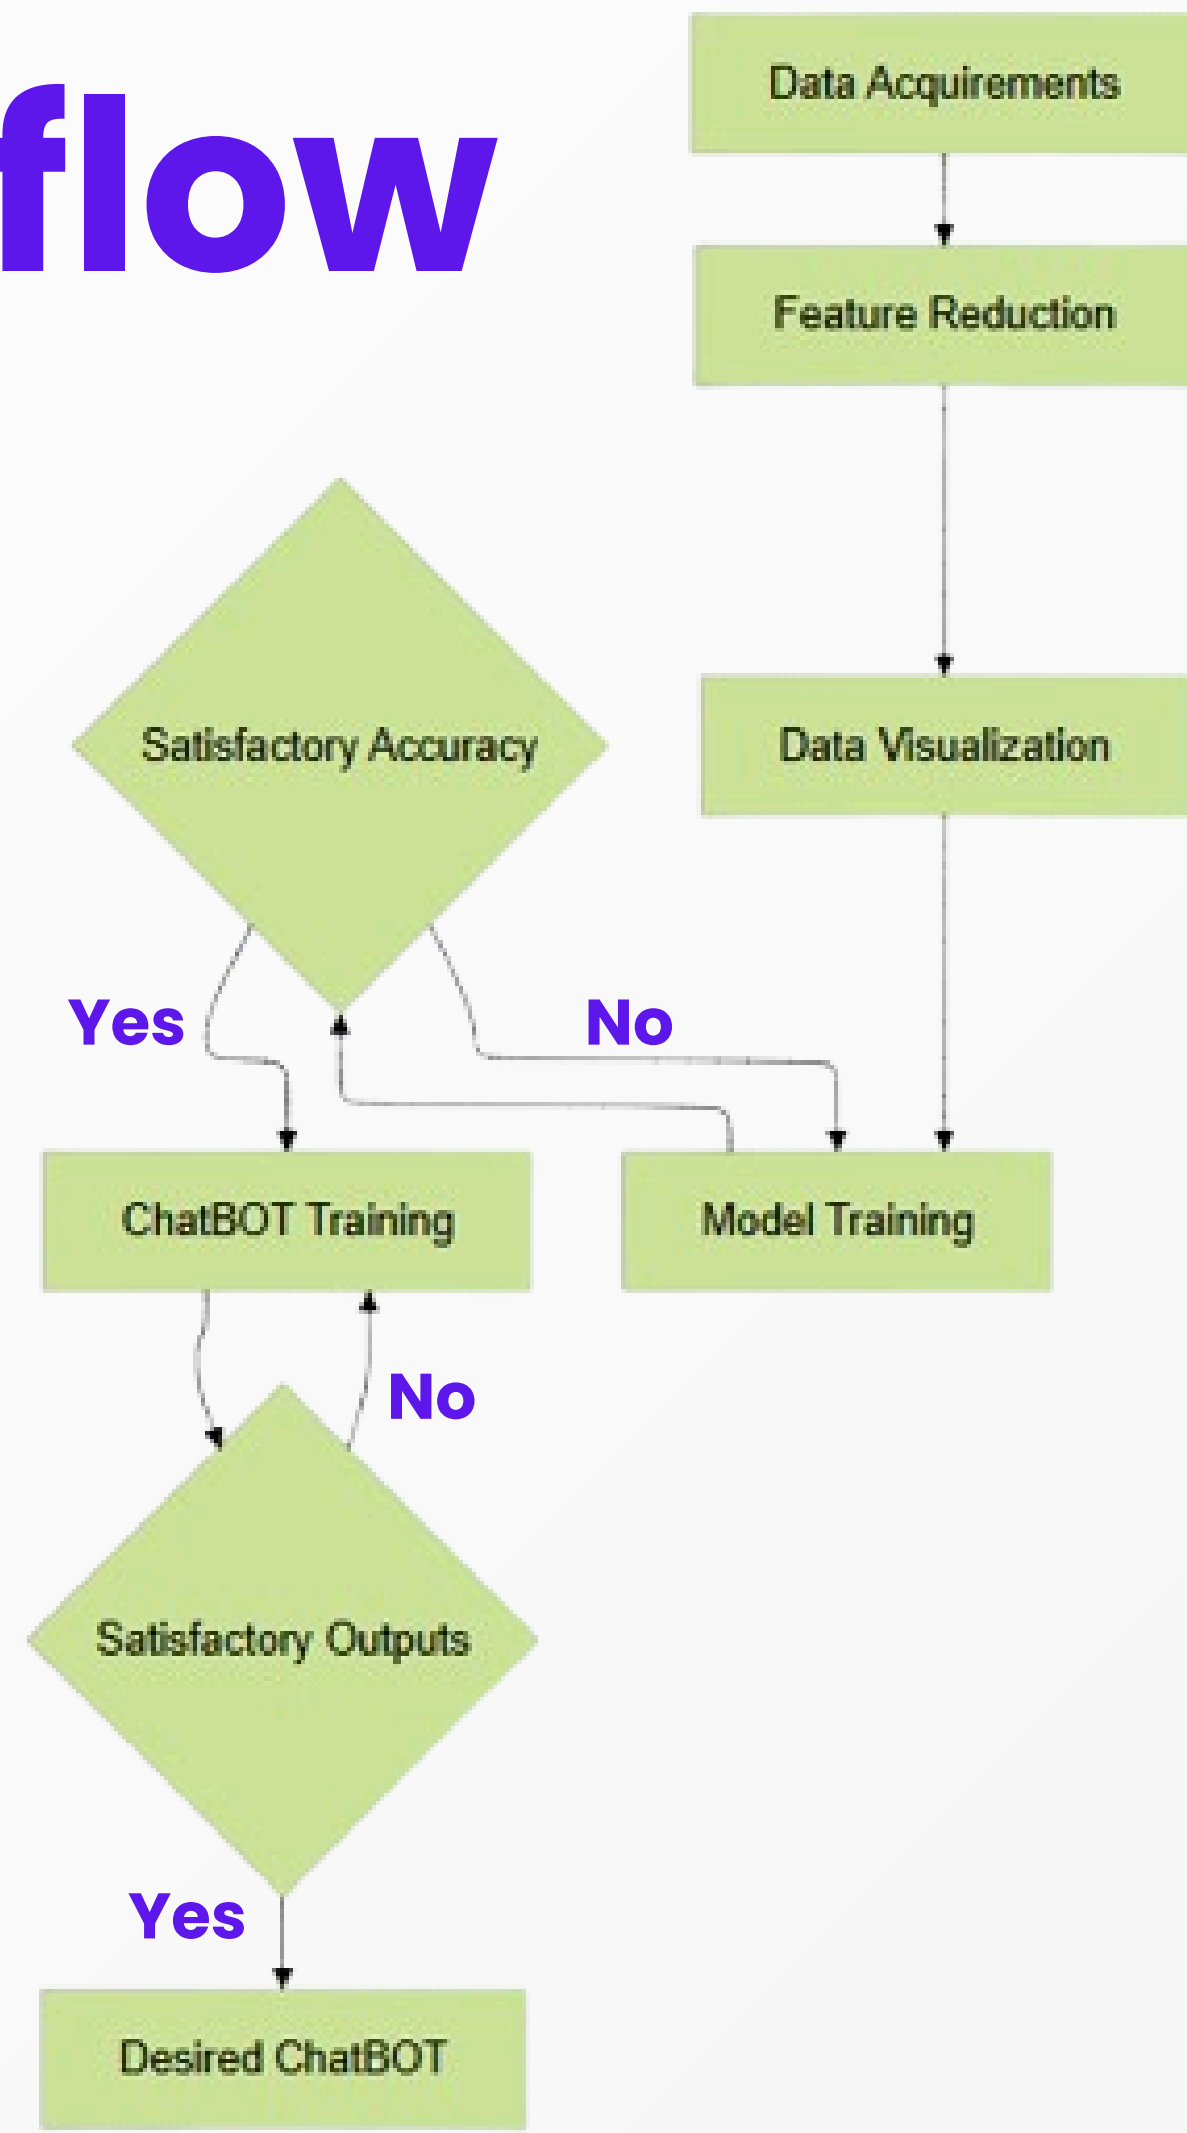 flow
Data Acquirements
Feature Reduction
Data Visualization
Satisfactory Accuracy
Yes
No
ChatBOT Training
Model Training
No
Satisfactory Outputs
Yes
Desired ChatBOT